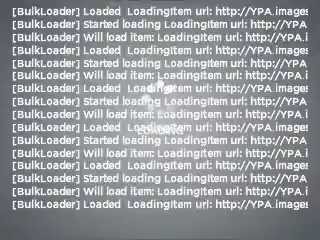 [BulkLoader] Loaded LoadingItem url: http://YPA.images
[BulkLoader] Started loading LoadingItem url: http://YPA
[BulkLoader] Will load item: LoadingItem url: http://YPA.i
[BulkLoader] Loaded LoadingItem url: http://YPA.images
[BulkLoader] Started loading LoadingItem url: http://YPA
[BulkLoader] Will load item: LoadingItem url: http://YPA.i
[BulkLoader] Loaded LoadingItem url: http://YPA.images
[BulkLoader] Started loading LoadingItem url: http://YPA
[BulkLoader] Will load item: LoadingItem url: http://YPA.i
[BulkLoader] Loaded LoadingItem url: http://YPA.images
LOADING
[BulkLoader] Started loading LoadingItem url: http://YPA
[BulkLoader] Will load item: LoadingItem url: http://YPA.i
[BulkLoader] Loaded LoadingItem url: http://YPA.images
[BulkLoader] Started loading LoadingItem url: http://YPA
[BulkLoader] Will load item: LoadingItem url: http://YPA.i
[BulkLoader] Loaded LoadingItem url: http://YPA.images